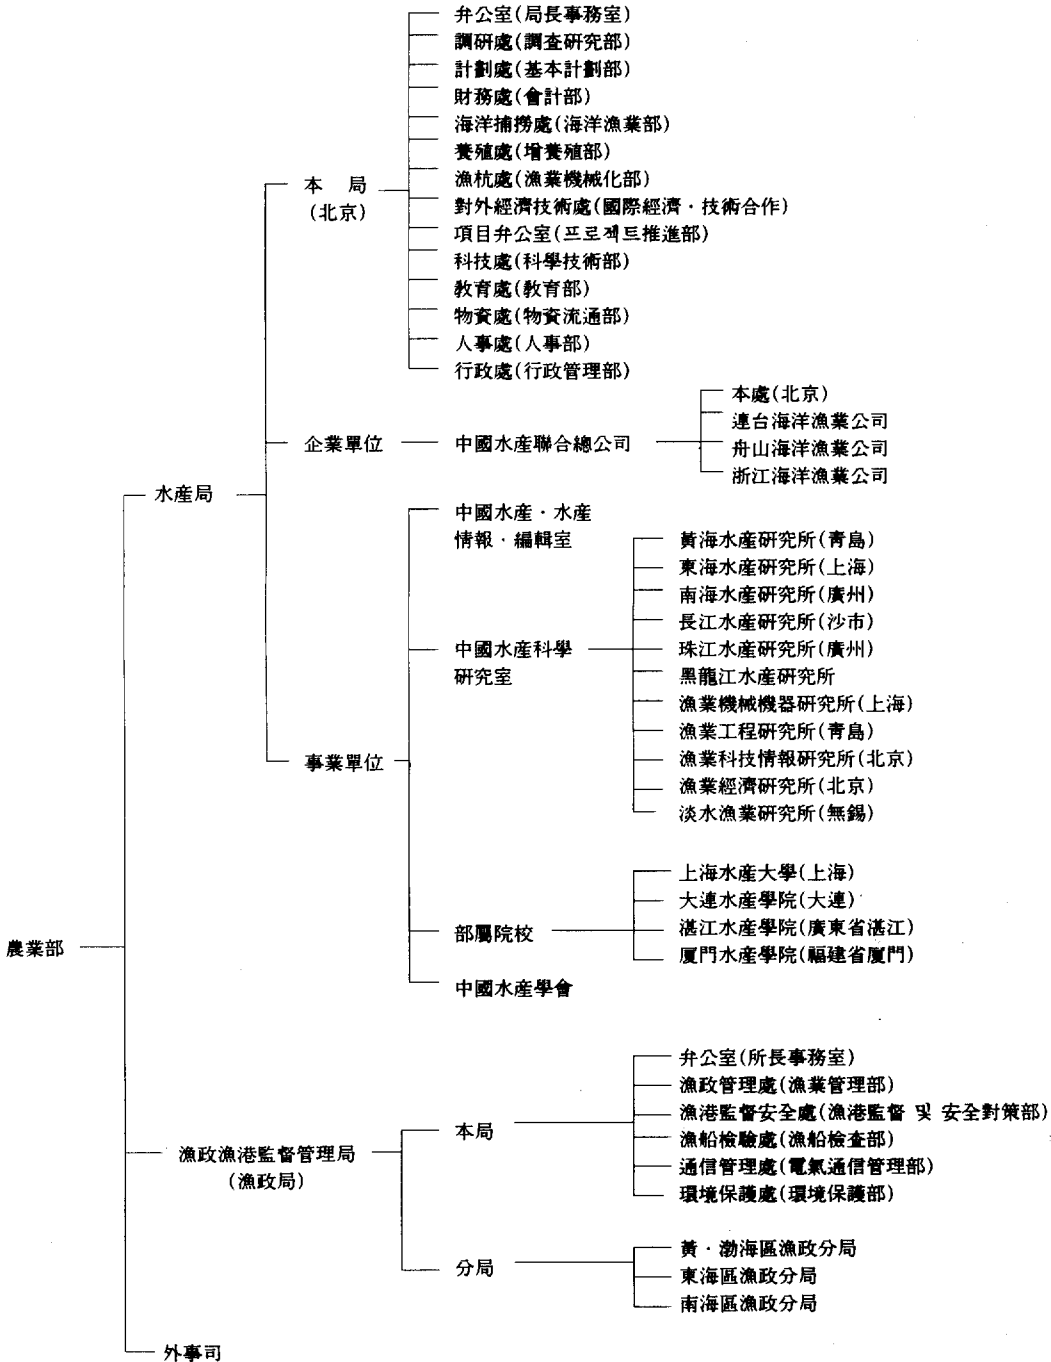 弁公室(局長事務室)
調硏處(調査硏究部)
計劃處(基本計劃部)
財務處(會計部)
海洋捕撈處(海洋漁業部)
養殖處(增養殖部)
漁杭處(漁業機械化部)
對外經濟技術處(國際經濟·技術合作)
項目弁公室(프로젝트推進部)
科技處(科學技術部)
敎育處(敎育部)
物資處(物資流通部)
人事處(人事部)
行政處(行政管理部)
本 局
(北京)
本處(北京)
連台海洋漁業公司
舟山海洋漁業公司
浙江海洋漁業公司
企業單位
中國水産聯合總公司
水産局
中國水産·水産
情報·編輯室
黃海水産硏究所(靑島)
東海水産硏究所(上海)
南海水産硏究所(廣州)
長江水産硏究所(沙市)
珠江水産硏究所(廣州)
黑龍江水産硏究所
漁業機械機器硏究所(上海)
漁業工程硏究所(靑島)
漁業科技情報硏究所(北京)
漁業經濟硏究所(北京)
淡水漁業硏究所(無錫)
中國水産科學
硏究室
事業單位
上海水産大學(上海)
大連水産學院(大連)
湛江水産學院(廣東省湛江)
厦門水産學院(福建省厦門)
部屬院校
中國水産學會
農業部
弁公室(所長事務室)
漁政管理處(漁業管理部)
漁港監督安全處(漁港監督 및 安全對策部)
漁船檢驗處(漁船檢査部)
通信管理處(電氣通信管理部)
環境保護處(環境保護部)
本局
漁政漁港監督管理局
(漁政局)
分局
黃·渤海區漁政分局
東海區漁政分局
南海區漁政分局
外事司